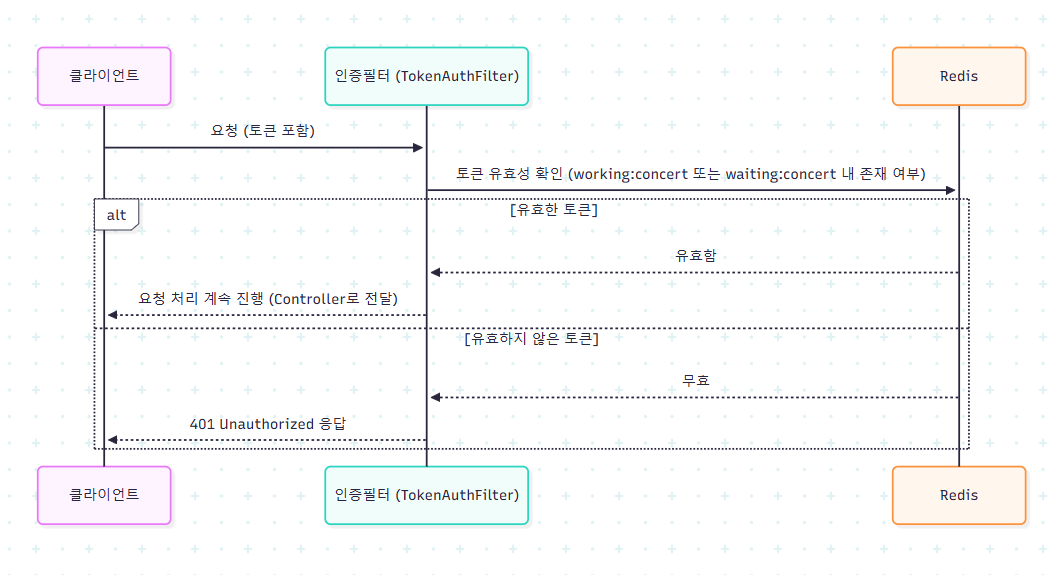 클라이언트
인증필터 (TokenAuthFilter)
Redis
요청 (토큰 포함)
토큰 유효성 확인 (working:concert 또는 waiting:concert 내 존재 여부)
alt
[유효한 토큰]
유효함
요청 처리 계속 진행 (Controller로 전달)
[유효하지 않은 토큰]
무효
401 Unauthorized 응답
클라이언트
인증필터 (TokenAuthFilter)
Redis